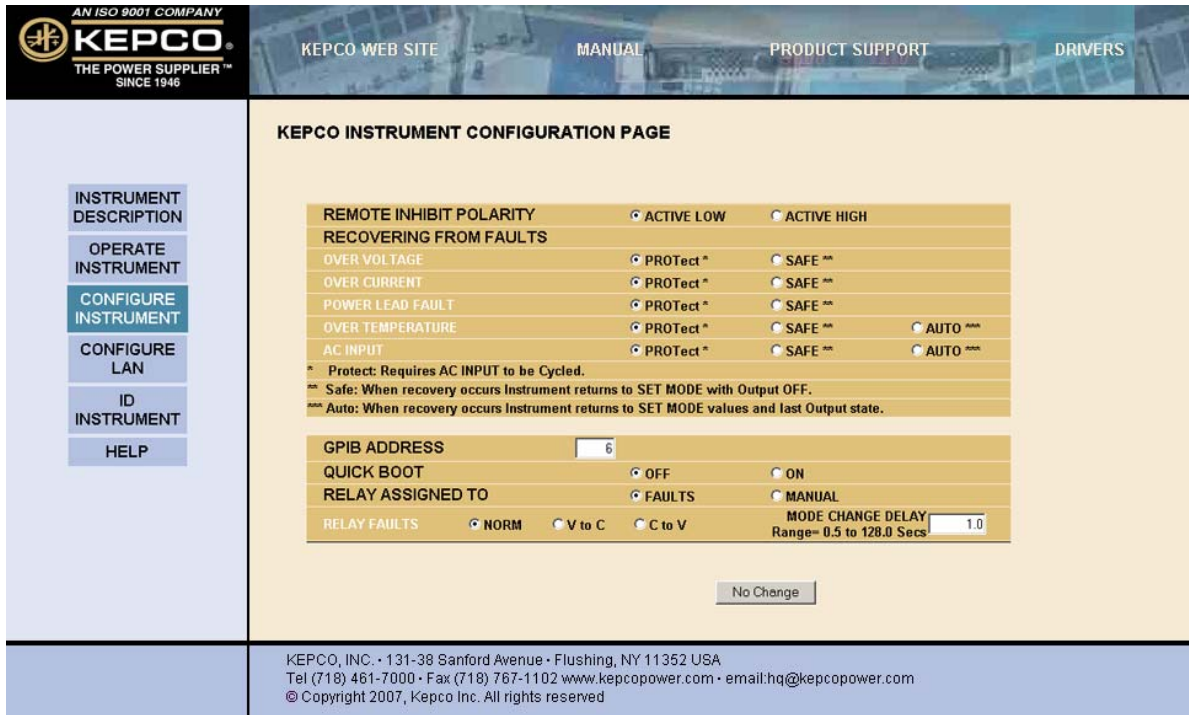 AN ISO 9001 COMPANY
KEPCO®
THE POWER SUPPLIER ™
SINCE 1946
KEPCO WEB SITE MANUAL PRODUCT SUPPORT DRIVERS
INSTRUMENT
DESCRIPTION
OPERATE
INSTRUMENT
CONFIGURE
INSTRUMENT
CONFIGURE
LAN
ID
INSTRUMENT
HELP
KEPCO INSTRUMENT CONFIGURATION PAGE
REMOTE INHIBIT POLARITY ACTIVE LOW ACTIVE HIGH
RECOVERING FROM FAULTS
OVER VOLTAGE PROTect * SAFE **
OVER CURRENT PROTect * SAFE **
POWER LEAD FAULT PROTect * SAFE **
OVER TEMPERATURE PROTect * SAFE ** AUTO ***
AC INPUT PROTect * SAFE ** AUTO ***
* Protect: Requires AC INPUT to be Cycled.
** Safe: When recovery occurs Instrument returns to SET MODE with Output OFF.
*** Auto: When recovery occurs Instrument returns to SET MODE values and last Output state.
GPIB ADDRESS 6
QUICK BOOT OFF ON
RELAY ASSIGNED TO FAULTS MANUAL
RELAY FAULTS NORM V to C C to V MODE CHANGE DELAY 1.0
Range= 0.5 to 128.0 Secs
No Change
KEPCO, INC. • 131-38 Sanford Avenue • Flushing, NY 11352 USA
Tel (718) 461-7000 • Fax (718) 767-1102 www.kepcopower.com • email:hq@kepcopower.com
© Copyright 2007, Kepco Inc. All rights reserved